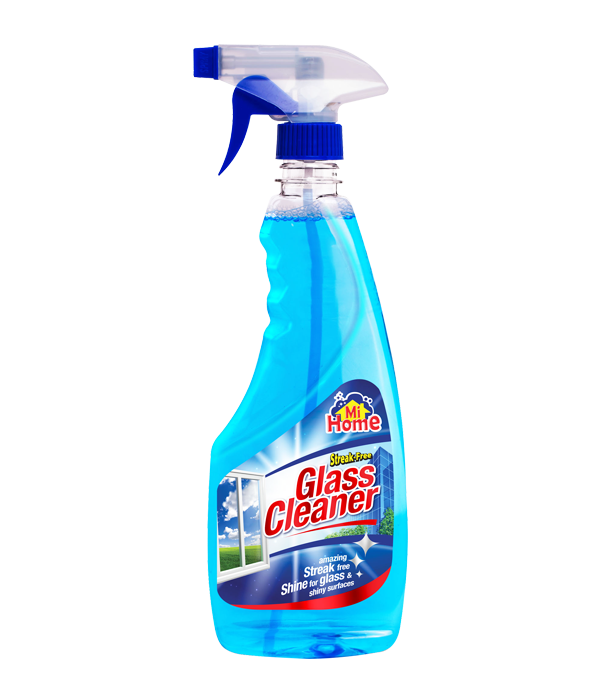 Mi
Home
Streak-Free
Glass
Cleaner
amazing
Streak free
Shine for glass &
shiny surfaces